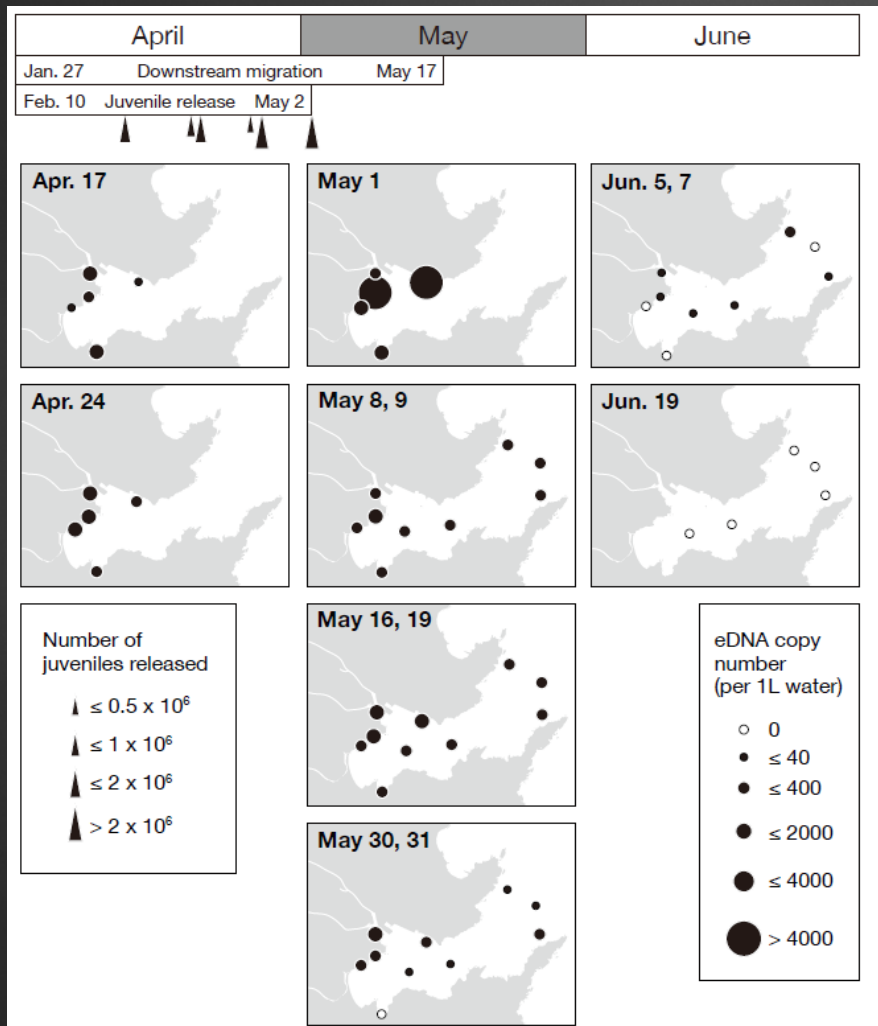 April May June
Jan. 27 Downstream migration May 17
Feb. 10 Juvenile release May 2
Apr. 17
May 1
Jun. 5, 7
Apr. 24
May 8, 9
Jun. 19
May 16, 19
May 30, 31
Number of
juveniles released
≤ 0.5 x 10⁶
≤ 1 x 10⁶
≤ 2 x 10⁶
> 2 x 10⁶
eDNA copy
number
(per 1L water)
0
≤ 40
≤ 400
≤ 2000
≤ 4000
> 4000